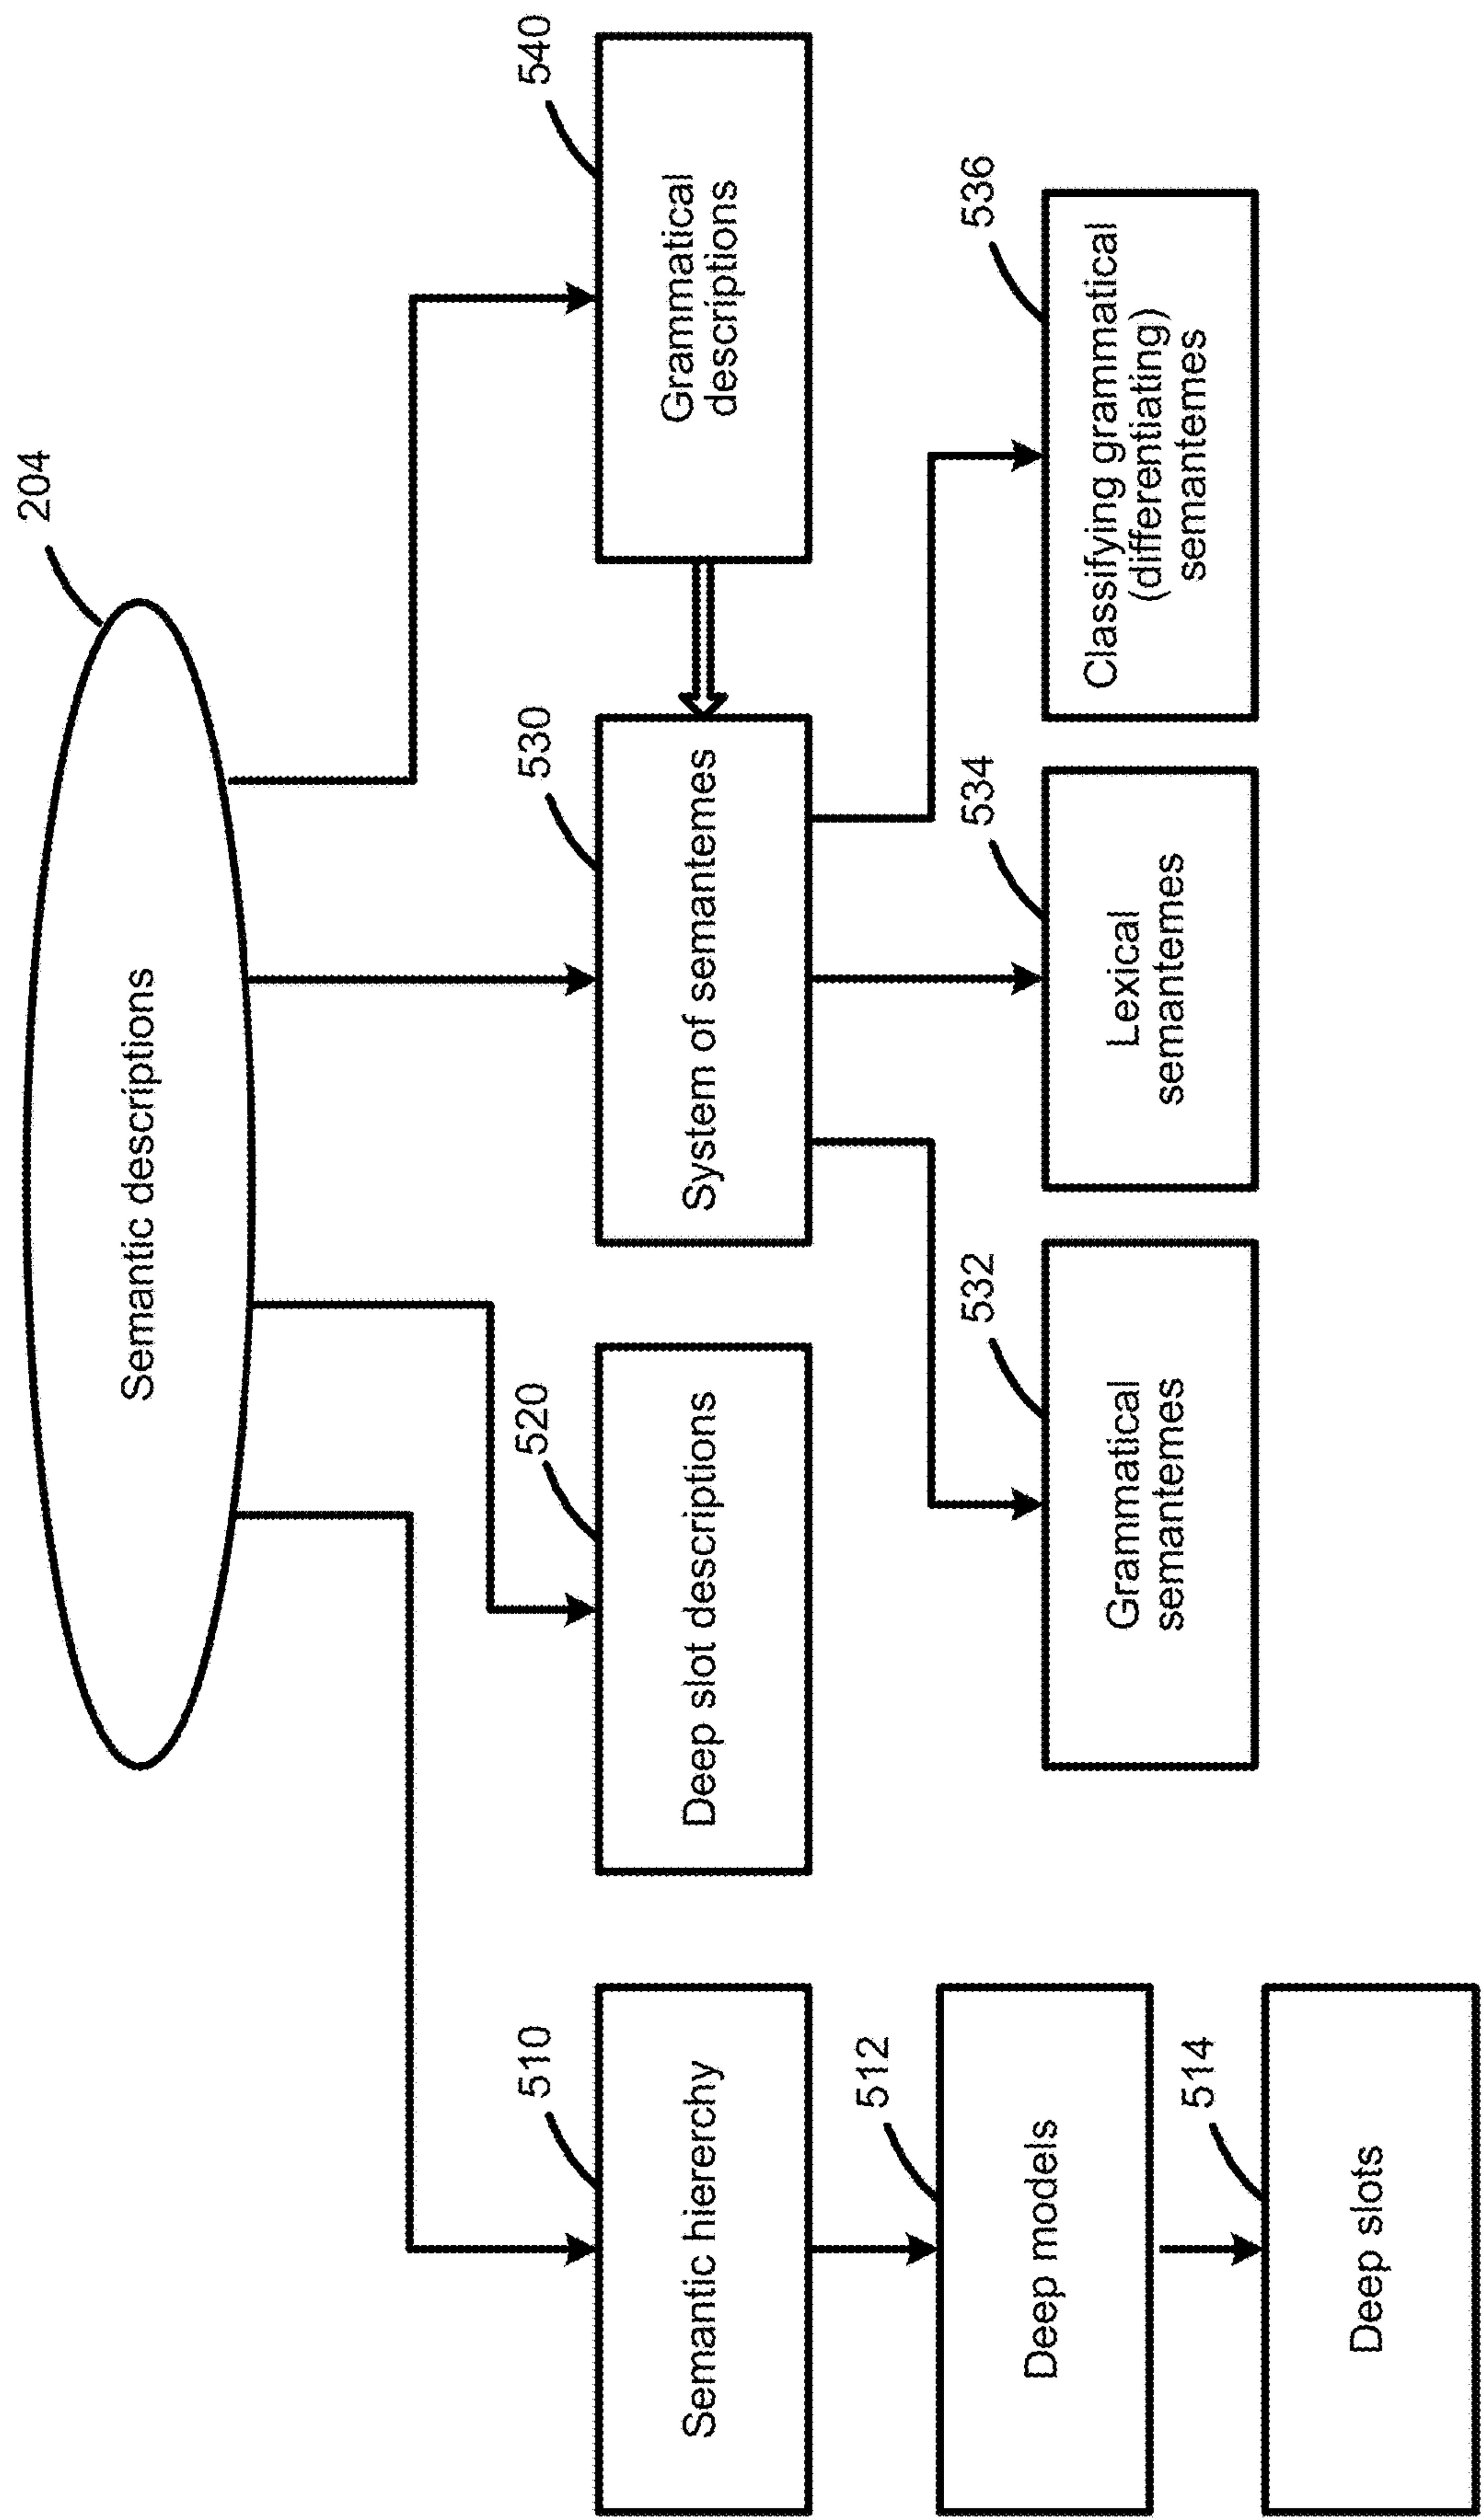 204
Semantic descriptions
510
Semantic hiererchy
520
Deep slot descriptions
530
System of semantemes
540
Grammatical
descriptions
512
Deep models
514
Deep slots
532
Grammatical
semantemes
534
Lexical
semantemes
536
Classifying grammatical
(differentiating)
semantemes